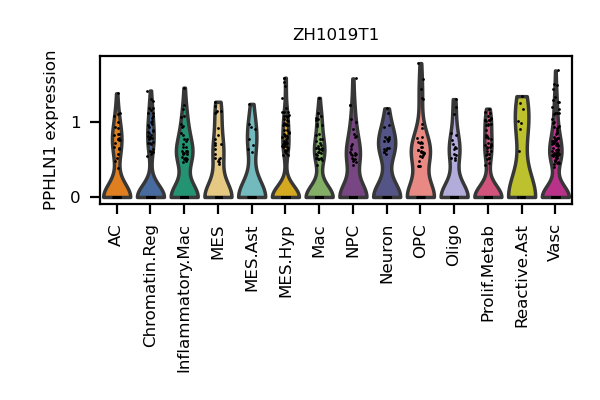 ZH1019T1
PPHLN1 expression
1
0
AC
Chromatin.Reg
Inflammatory.Mac
MES
MES.Ast
MES.Hyp
Mac
NPC
Neuron
OPC
Oligo
Prolif.Metab
Reactive.Ast
Vasc